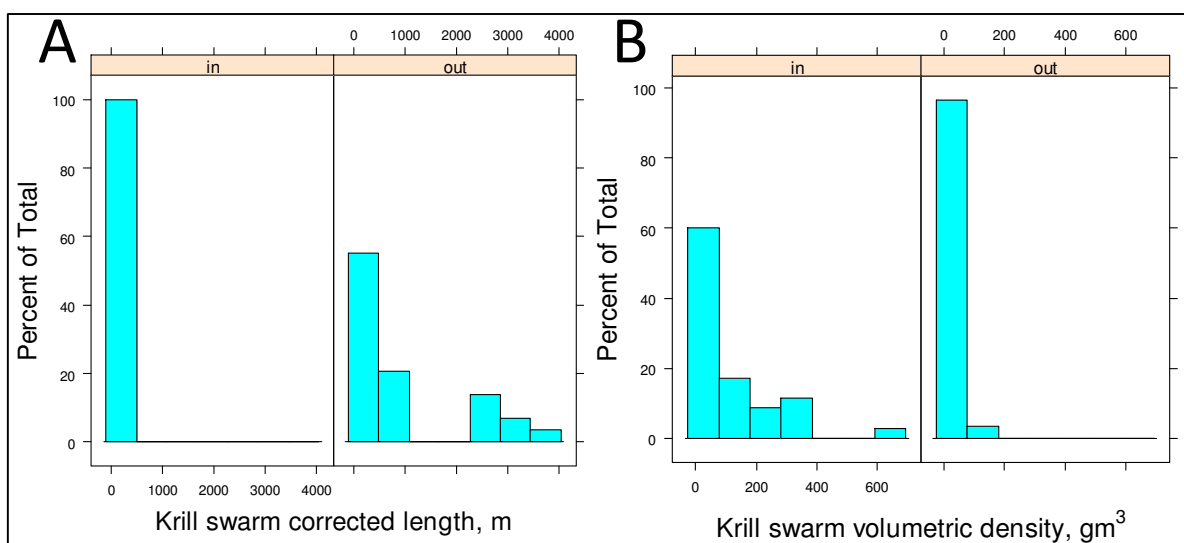 A
0 1000 2000 3000 4000
in out
100
80
60
40
20
0
Percent of Total
0 1000 2000 3000 4000
Krill swarm corrected length, m
B
0 200 400 600
in out
100
80
60
40
20
0
Percent of Total
0 200 400 600
Krill swarm volumetric density, gm³